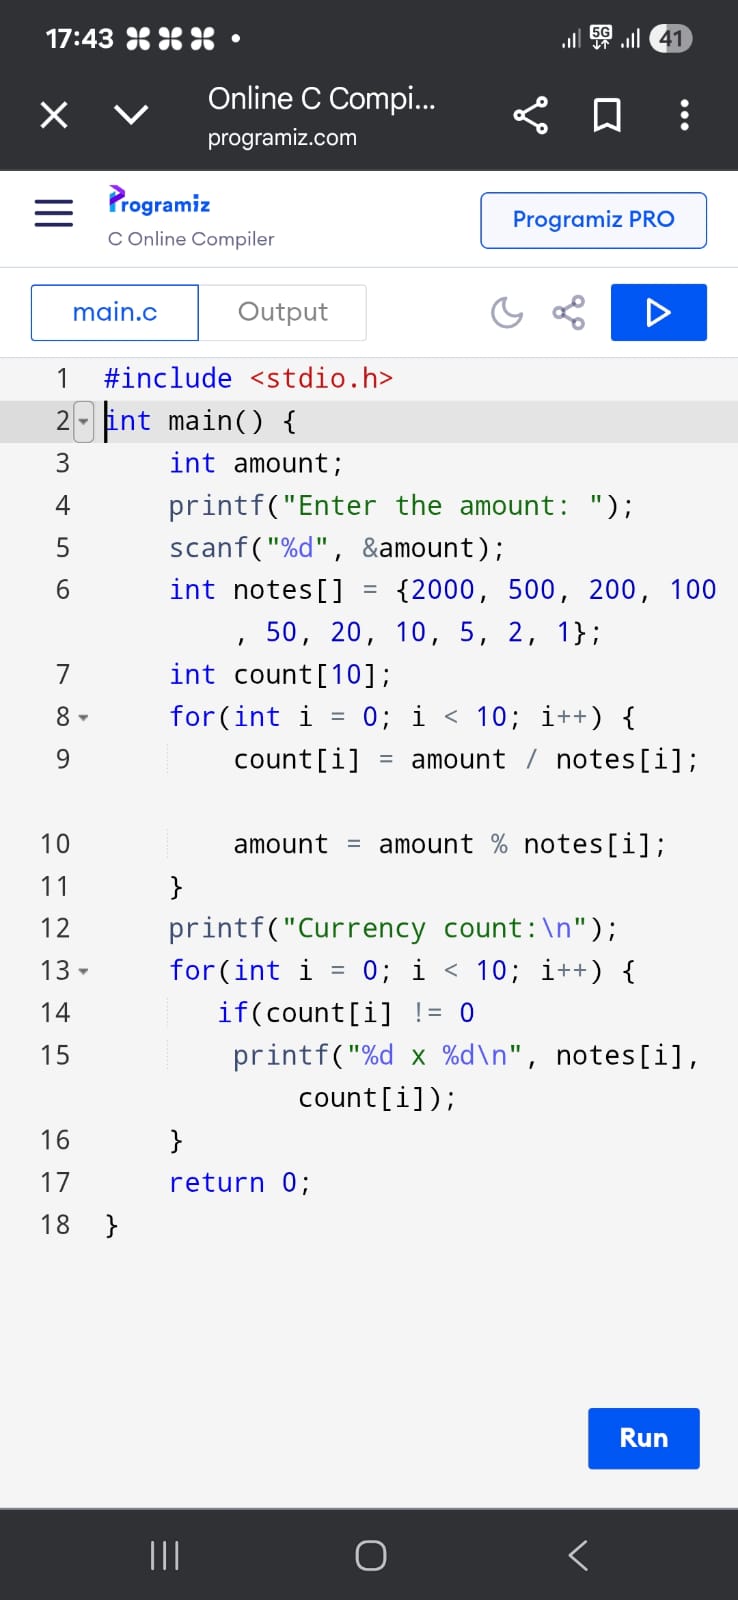 17:43
5G
41
Online C Compi...
programiz.com
Programiz
C Online Compiler
Programiz PRO
main.c
Output
1 #include <stdio.h>
2 int main() {
3     int amount;
4     printf("Enter the amount: ");
5     scanf("%d", &amount);
6     int notes[] = {2000, 500, 200, 100
        , 50, 20, 10, 5, 2, 1};
7     int count[10];
8     for(int i = 0; i < 10; i++) {
9         count[i] = amount / notes[i];
10         amount = amount % notes[i];
11     }
12     printf("Currency count:\n");
13     for(int i = 0; i < 10; i++) {
14        if(count[i] != 0
15         printf("%d x %d\n", notes[i],
            count[i]);
16     }
17     return 0;
18 }
Run